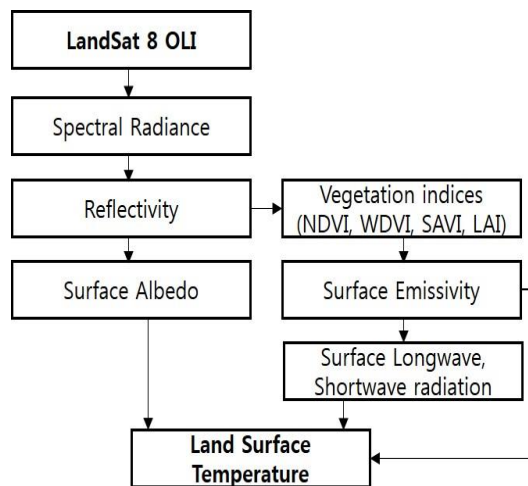 LandSat 8 OLI
Spectral Radiance
Reflectivity
Vegetation indices
(NDVI, WDVI, SAVI, LAI)
Surface Albedo
Surface Emissivity
Surface Longwave,
Shortwave radiation
Land Surface
Temperature